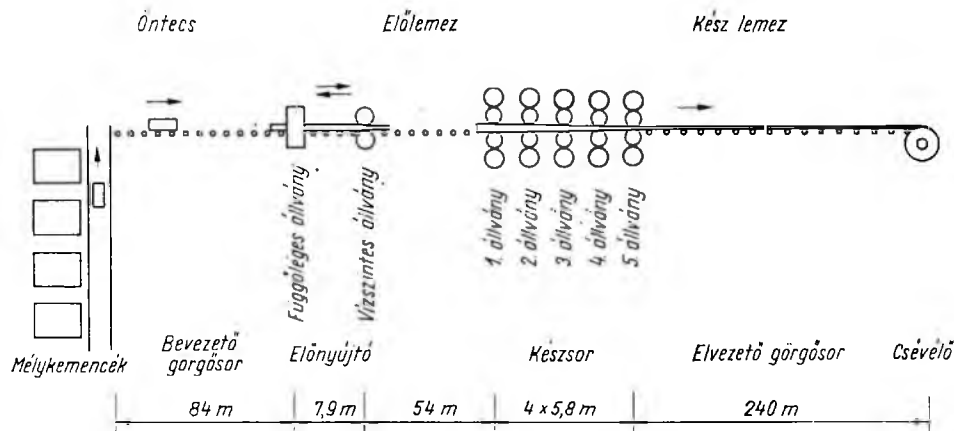 Öntecs
Előlemez
Kész lemez
Függőleges állvány
Vízszintes állvány
1. állvány
2. állvány
3. állvány
4. állvány
5. állvány
Mélykemencék
Bevezető
görgősor
Előnyújtó
Készsor
Elvezető görgősor
Csévélő
84 m
7,9 m
54 m
4 × 5,8 m
240 m